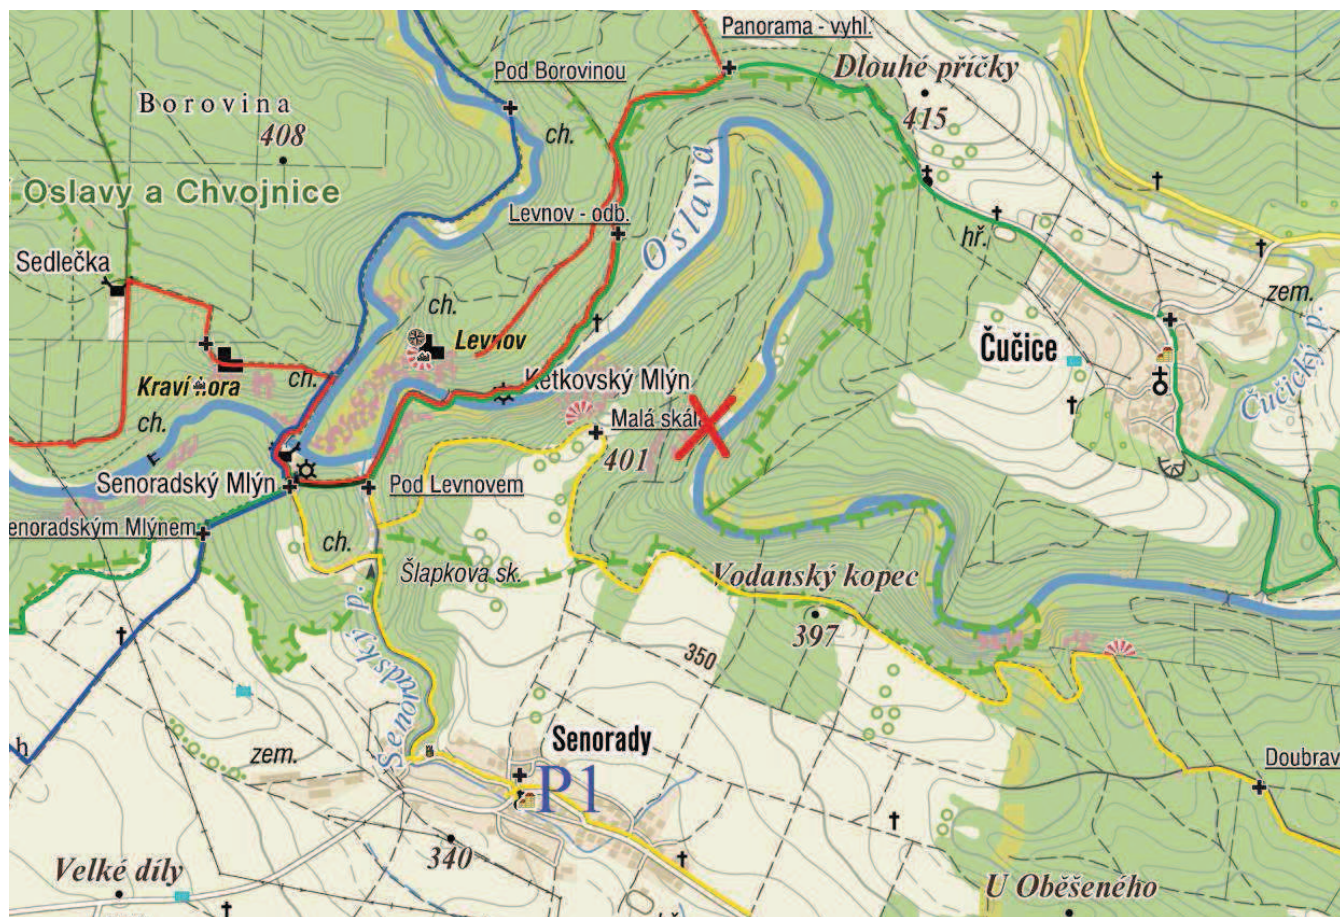 Panorama - vyhl.
Pod Borovinou
Dlouhé příčky
415
Borovina
408
ch.
Oslavy a Chvojnice
Oslava
Levnov - odb.
hř.
Sedlečka
zem.
ch.
Levnov
Čučice
Čučický p.
Kraví hora
ch.
Ketkovský Mlýn
ch.
Malá skála
401
Senoradský Mlýn
Pod Levnovem
enoradským Mlýnem
ch.
Šlapkova sk.
Vodanský kopec
397
350
Senoradský p.
h
zem.
Senorady
P1
Doubrav
340
Velké díly
U Oběšeného